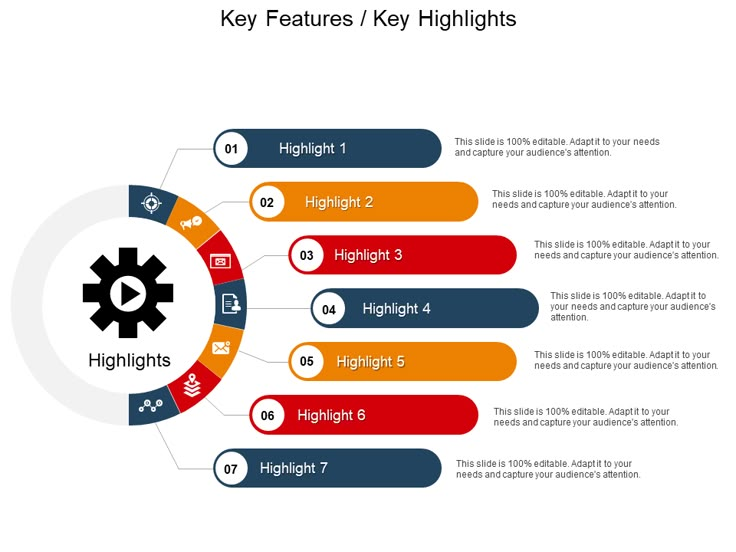 Key Features / Key Highlights
01
Highlight 1
This slide is 100% editable. Adapt it to your needs
and capture your audience's attention.
02
Highlight 2
This slide is 100% editable. Adapt it to your
needs and capture your audience's attention.
03
Highlight 3
This slide is 100% editable. Adapt it to your
needs and capture your audience's attention.
04
Highlight 4
This slide is 100% editable. Adapt it to
your needs and capture your audience's
attention.
Highlights
05
Highlight 5
This slide is 100% editable. Adapt it to your
needs and capture your audience's attention.
06
Highlight 6
This slide is 100% editable. Adapt it to your
needs and capture your audience's attention.
07
Highlight 7
This slide is 100% editable. Adapt it to your
needs and capture your audience's attention.